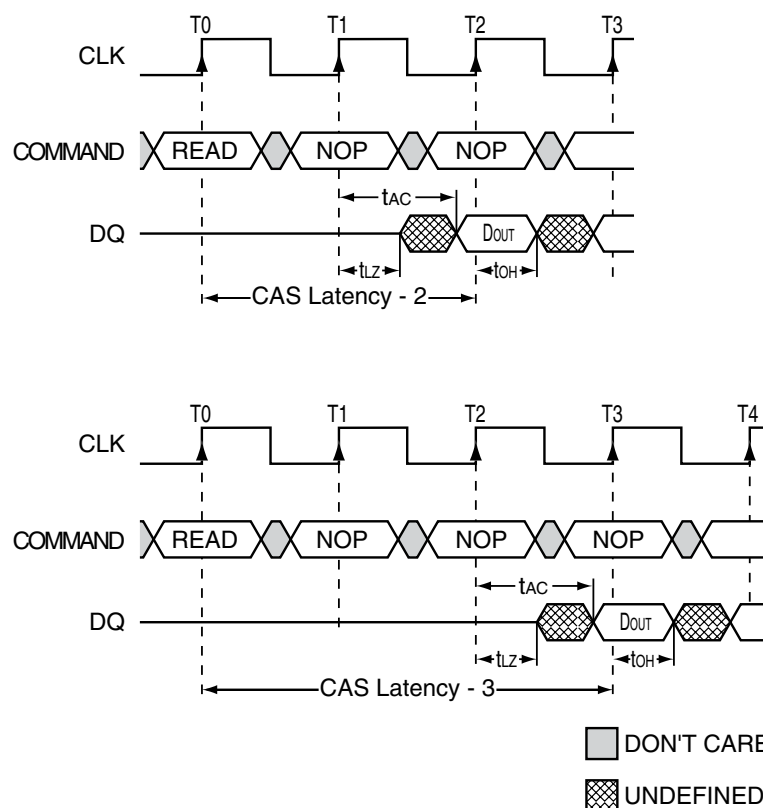 T0 T1 T2 T3
CLK
COMMAND READ NOP NOP
tAC
DQ DOUT
tLZ tOH
CAS Latency - 2
T0 T1 T2 T3 T4
CLK
COMMAND READ NOP NOP NOP
tAC
DQ DOUT
tLZ tOH
CAS Latency - 3
DON'T CARE
UNDEFINED